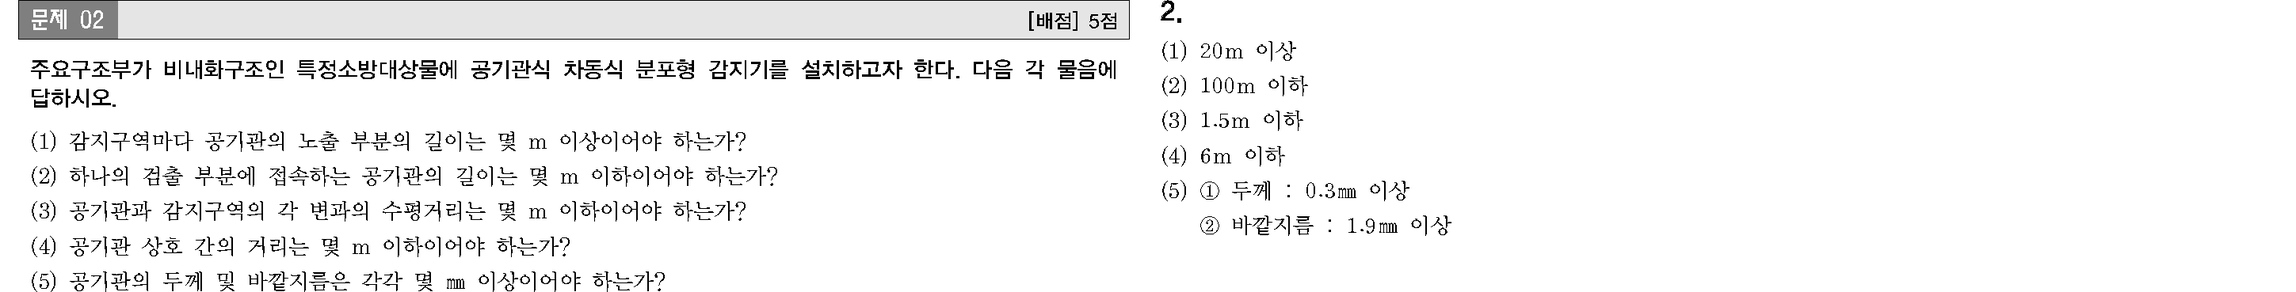 문제 02
[배점] 5점
주요구조부가 비내화구조인 특정소방대상물에 공기관식 차동식 분포형 감지기를 설치하고자 한다. 다음 각 물음에
답하시오.
(1) 감지구역마다 공기관의 노출 부분의 길이는 몇 m 이상이어야 하는가?
(2) 하나의 검출 부분에 접속하는 공기관의 길이는 몇 m 이하이어야 하는가?
(3) 공기관과 감지구역의 각 변과의 수평거리는 몇 m 이하이어야 하는가?
(4) 공기관 상호 간의 거리는 몇 m 이하이어야 하는가?
(5) 공기관의 두께 및 바깥지름은 각각 몇 ㎜ 이상이어야 하는가?
2.
(1) 20m 이상
(2) 100m 이하
(3) 1.5m 이하
(4) 6m 이하
(5) ① 두께 : 0.3㎜ 이상
② 바깥지름 : 1.9㎜ 이상